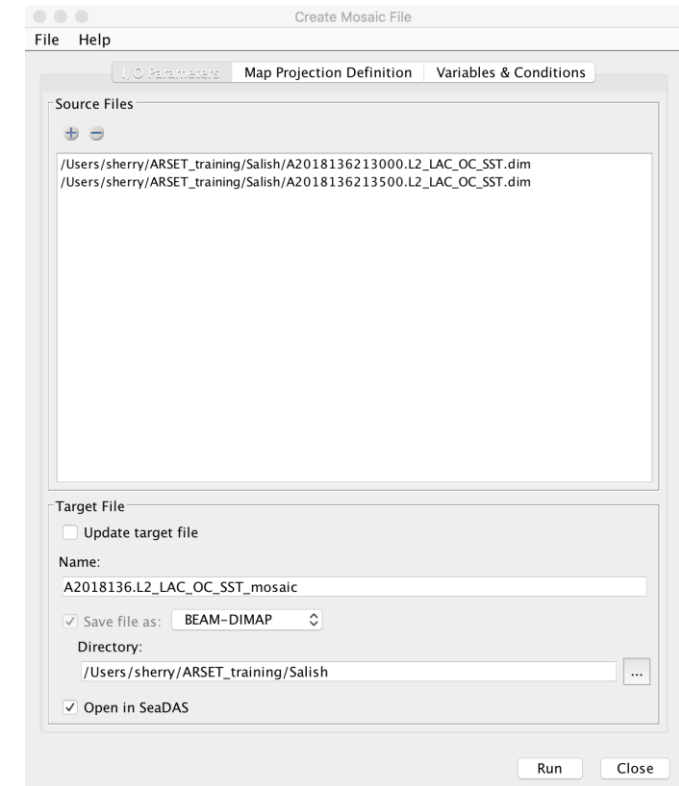 Create Mosaic File
File Help
I/O Parameters Map Projection Definition Variables & Conditions
Source Files
/Users/sherry/ARSET_training/Salish/A2018136213000.L2_LAC_OC_SST.dim
/Users/sherry/ARSET_training/Salish/A2018136213500.L2_LAC_OC_SST.dim
Target File
Update target file
Name:
A2018136.L2_LAC_OC_SST_mosaic
Save file as: BEAM-DIMAP
Directory:
/Users/sherry/ARSET_training/Salish ...
Open in SeaDAS
Run Close